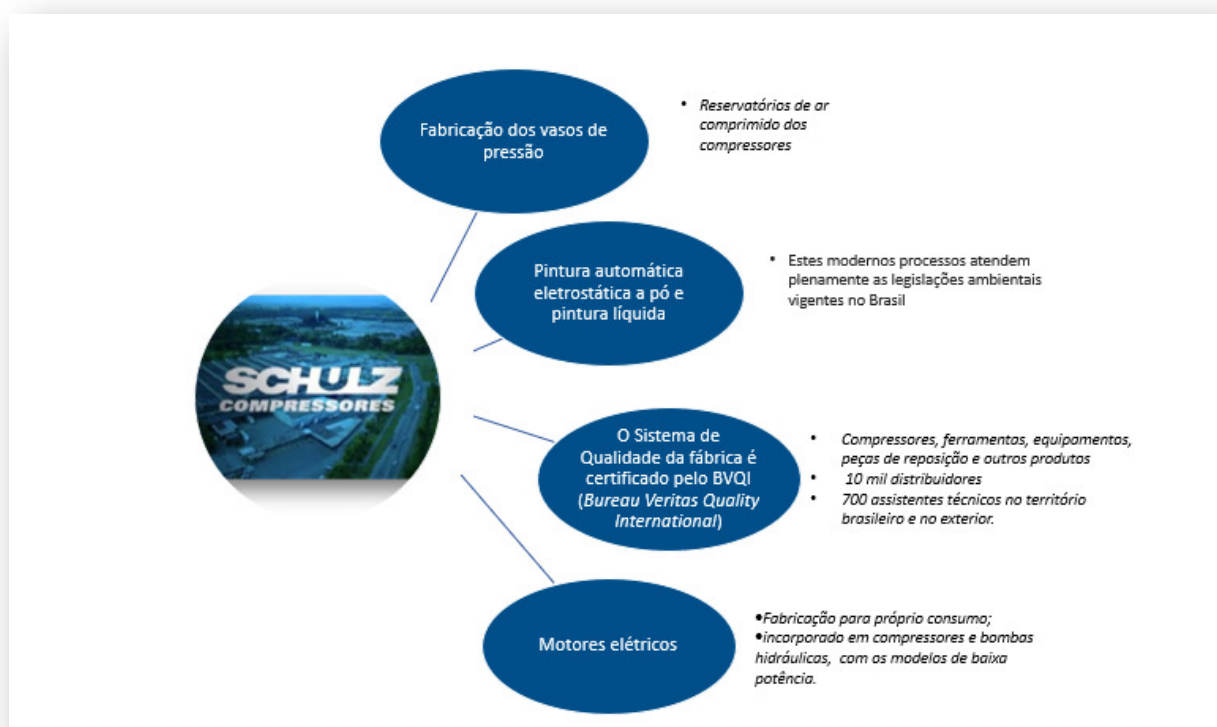 Fabricação dos vasos de
pressão
• Reservatórios de ar
comprimido dos
compressores
Pintura automática
eletrostática a pó e
pintura líquida
• Estes modernos processos atendem
plenamente as legislações ambientais
vigentes no Brasil
SCHULZ
COMPRESSORES
O Sistema de
Qualidade da fábrica é
certificado pelo BVQI
(Bureau Veritas Quality
International)
• Compressores, ferramentas, equipamentos,
peças de reposição e outros produtos
• 10 mil distribuidores
• 700 assistentes técnicos no território
brasileiro e no exterior.
Motores elétricos
•Fabricação para próprio consumo;
•incorporado em compressores e bombas
hidráulicas, com os modelos de baixa
potência.